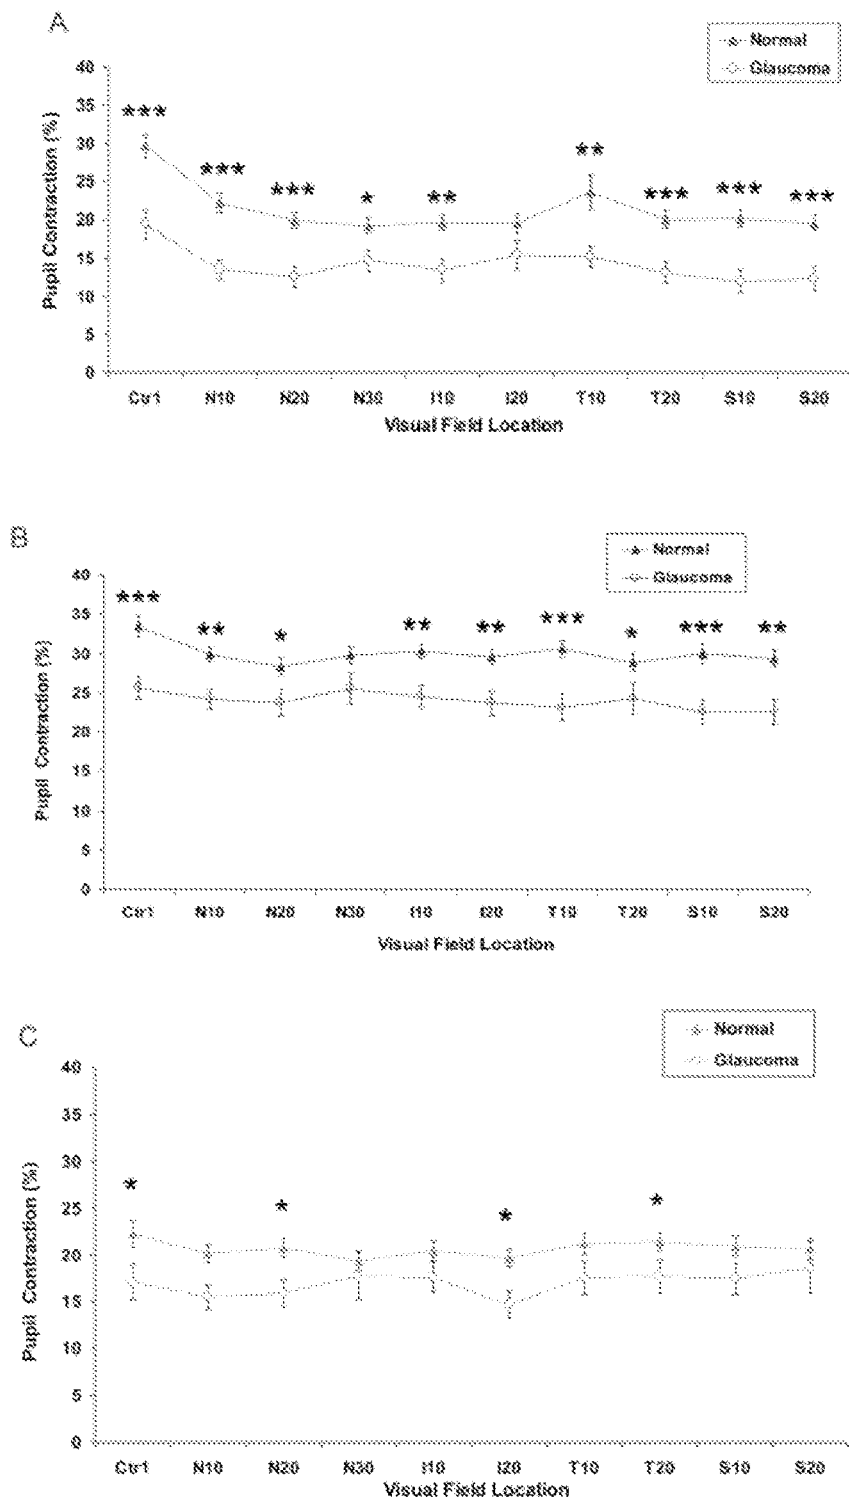 A
Normal
Glaucoma
40
35
30
25
20
15
10
5
0
Pupil Contraction (%)
*** *** *** * ** ** *** *** ***
Ctr1 N10 N20 N30 I10 I20 T10 T20 S10 S20
Visual Field Location
B
Normal
Glaucoma
40
35
30
25
20
15
10
5
0
Pupil Contraction (%)
*** ** * ** ** *** * *** **
Ctr1 N10 N20 N30 I10 I20 T10 T20 S10 S20
Visual Field Location
C
Normal
Glaucoma
40
35
30
25
20
15
10
5
0
Pupil Contraction (%)
* * * *
Ctr1 N10 N20 N30 I10 I20 T10 T20 S10 S20
Visual Field Location